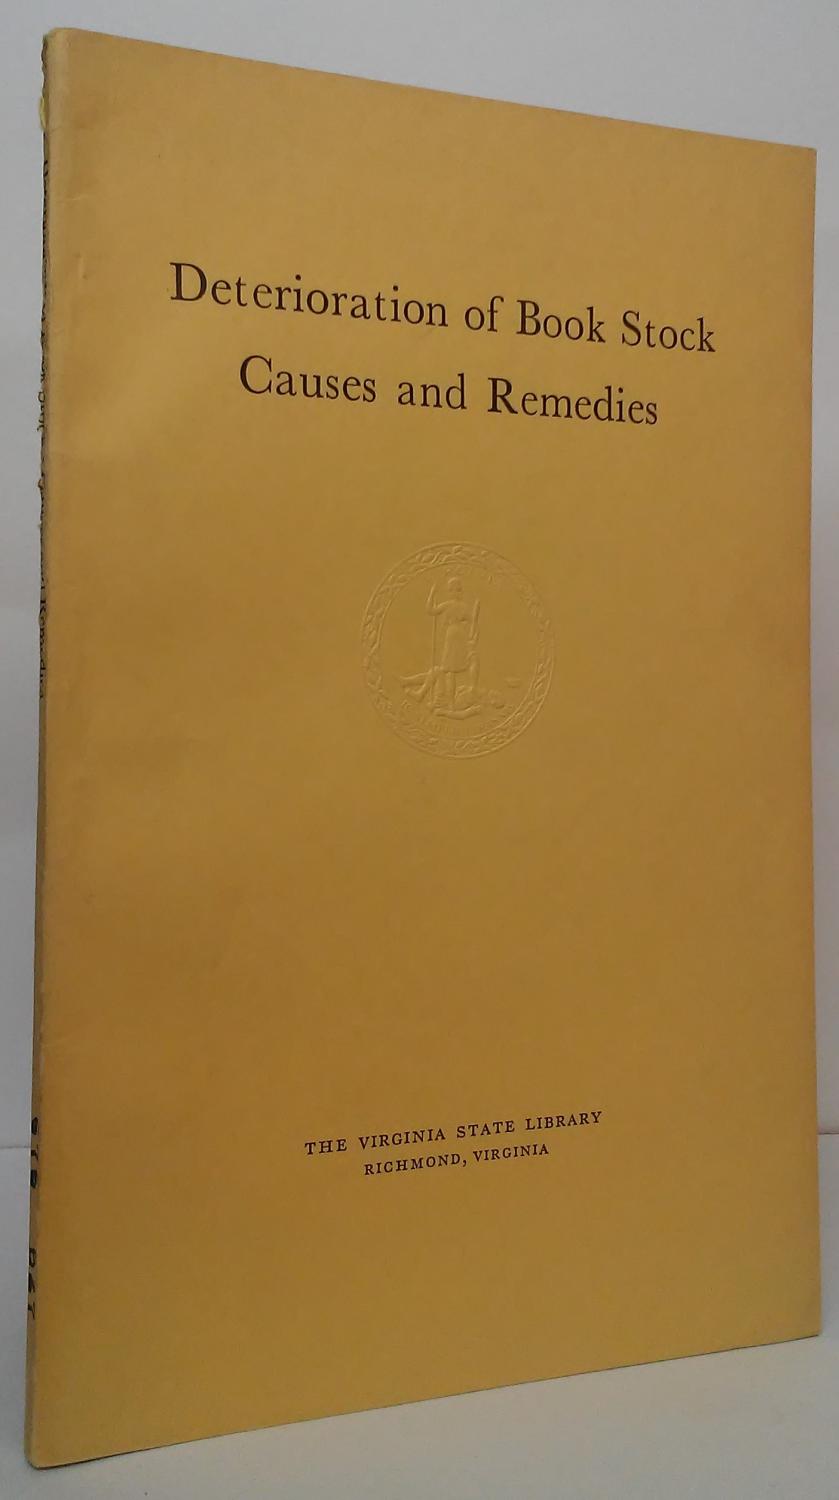 Deterioration of Book Stock
Causes and Remedies
THE VIRGINIA STATE LIBRARY
RICHMOND, VIRGINIA